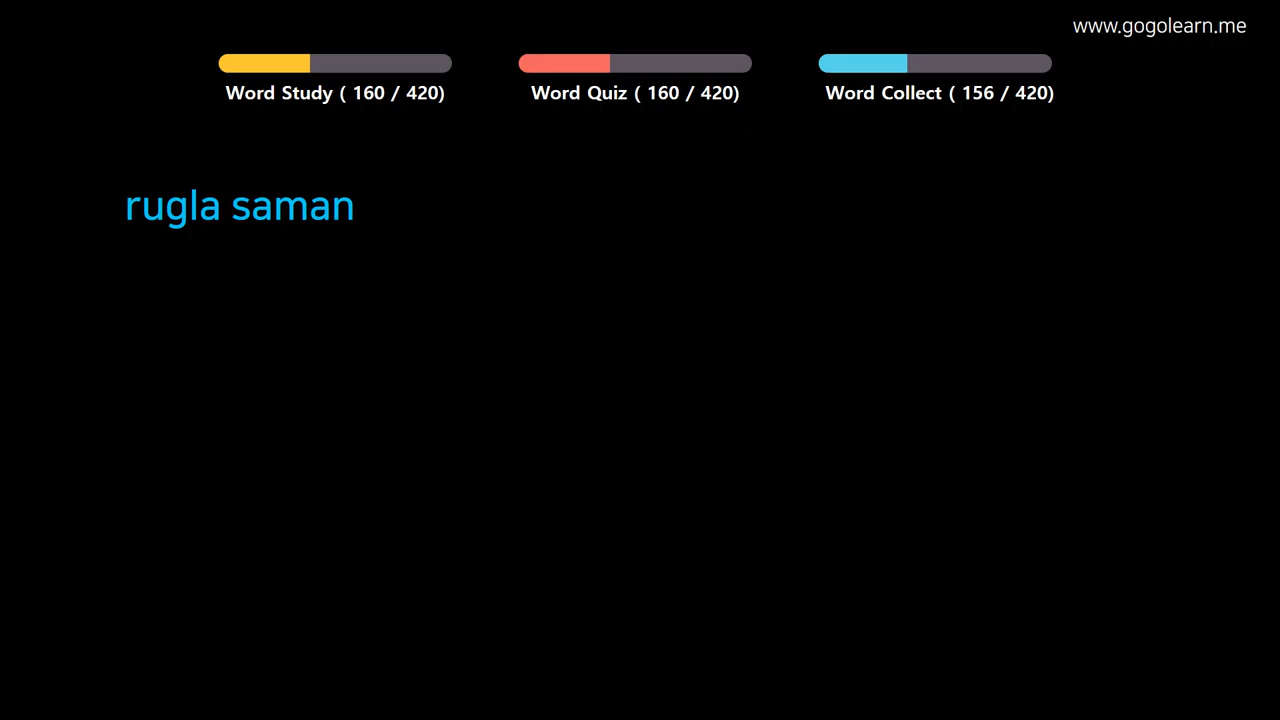 www.gogolearn.me
Word Study ( 160 / 420)
Word Quiz ( 160 / 420)
Word Collect ( 156 / 420)
rugla saman